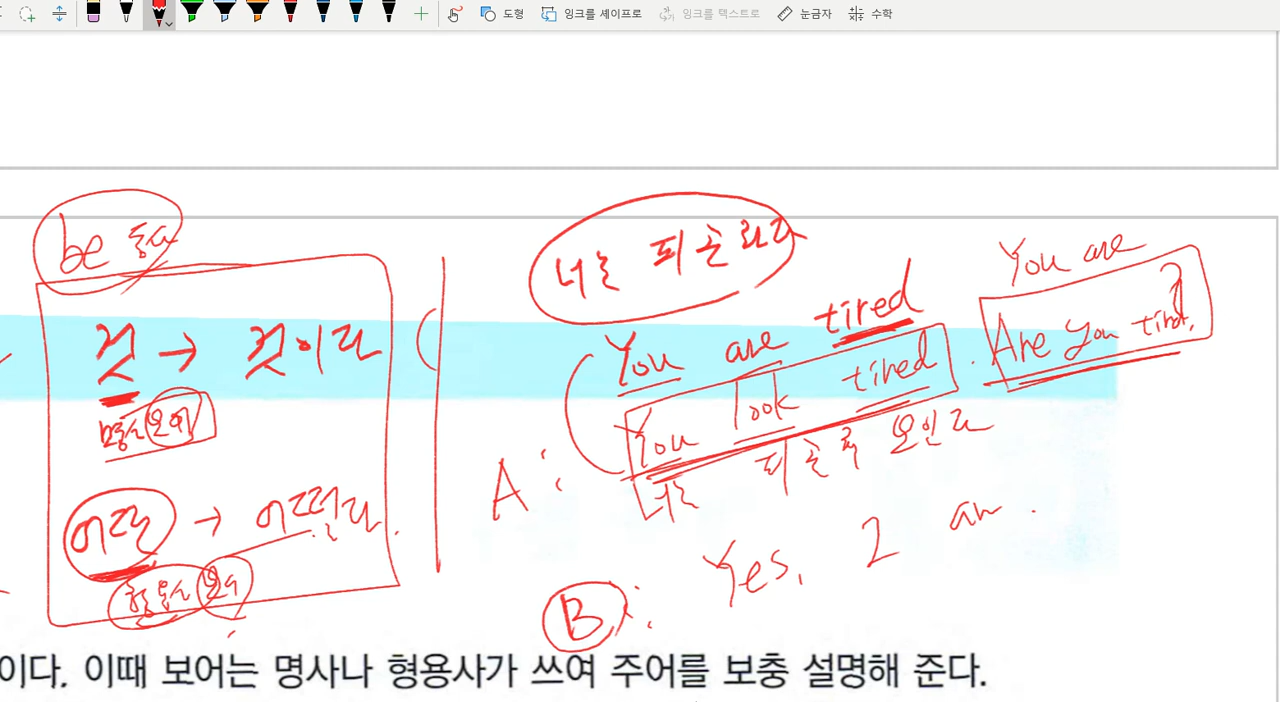 도형 잉크를 셰이프로 잉크를 텍스트로 눈금자 수학
be 동사
것 → 것이다
명사보어
어떤 → 어떻다.
형용사보어
너는 피곤하다
You are tired
You look tired.
너는 피곤해 보인다
You are
Are you tired?
A:
B: Yes, I am.
이다. 이때 보어는 명사나 형용사가 쓰여 주어를 보충 설명해 준다.